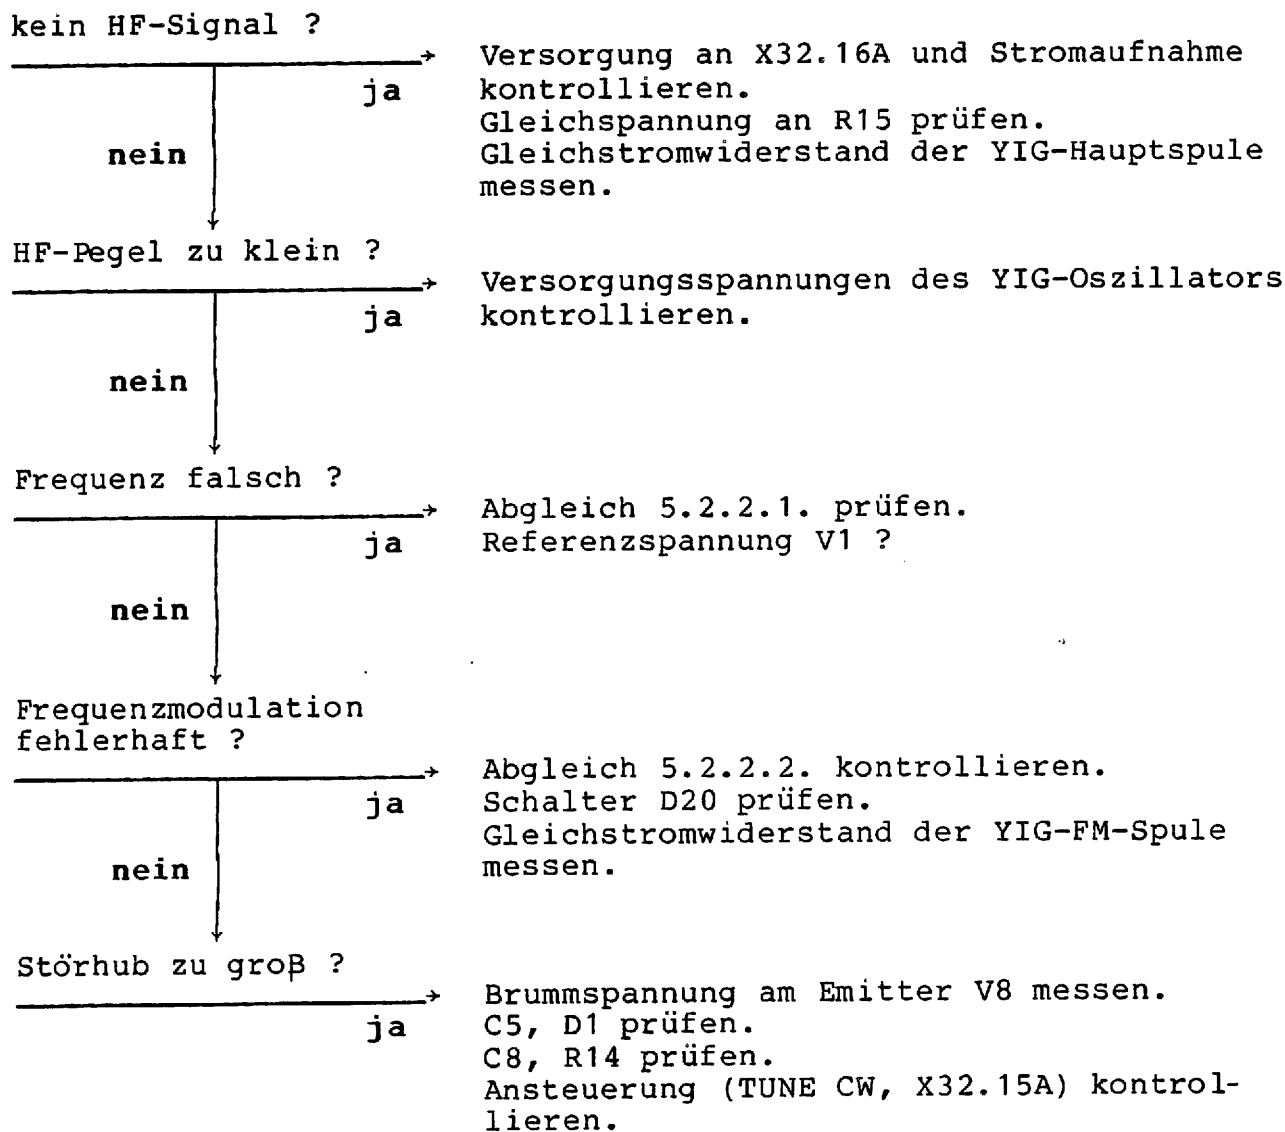 kein HF-Signal ?
Versorgung an X32.16A und Stromaufnahme
ja
kontrollieren.
Gleichspannung an R15 prüfen.
nein
Gleichstromwiderstand der YIG-Hauptspule
messen.
HF-Pegel zu klein ?
Versorgungsspannungen des YIG-Oszillators
ja
kontrollieren.
nein
Frequenz falsch ?
Abgleich 5.2.2.1. prüfen.
ja
Referenzspannung V1 ?
nein
Frequenzmodulation
fehlerhaft ?
Abgleich 5.2.2.2. kontrollieren.
ja
Schalter D20 prüfen.
Gleichstromwiderstand der YIG-FM-Spule
nein
messen.
Störhub zu groß ?
Brummspannung am Emitter V8 messen.
ja
C5, D1 prüfen.
C8, R14 prüfen.
Ansteuerung (TUNE CW, X32.15A) kontrol-
lieren.